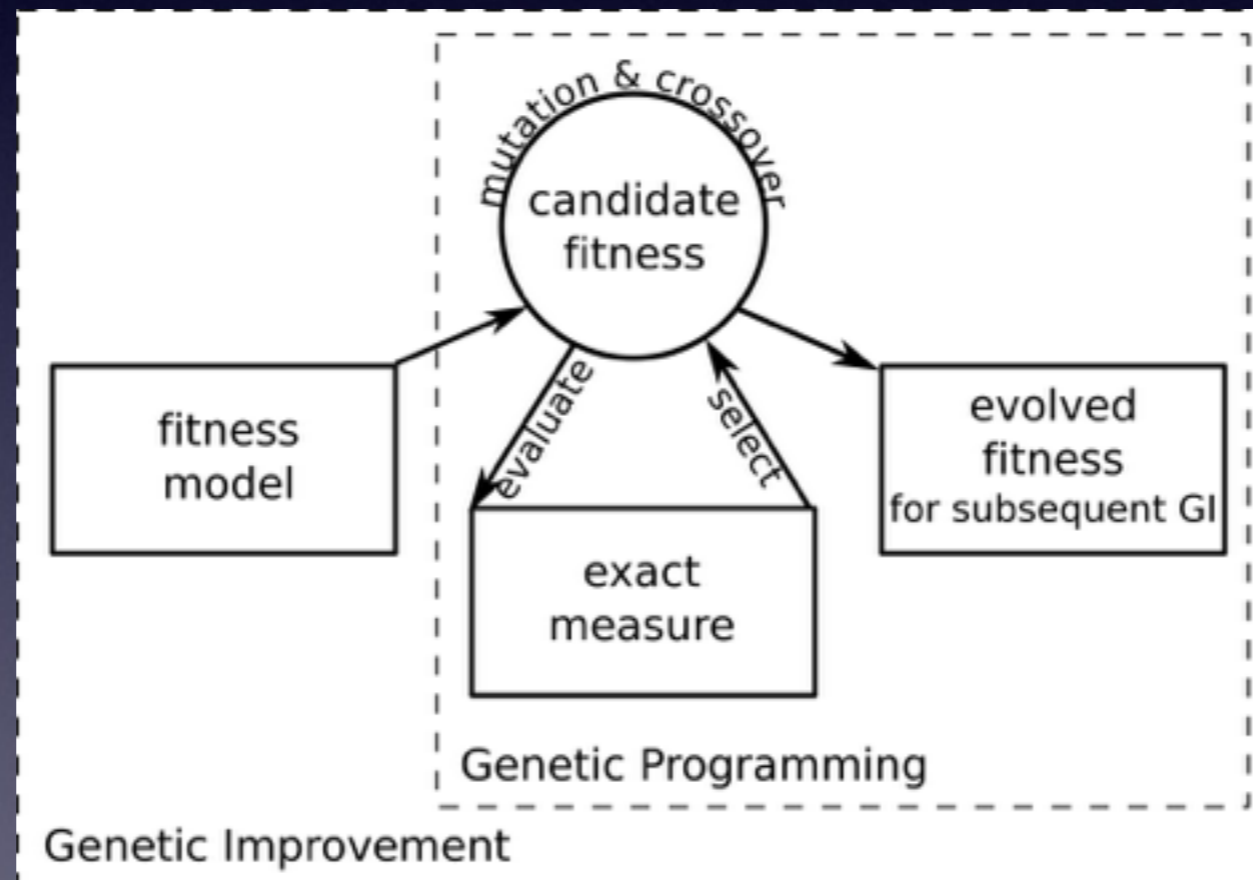 mutation & crossover
candidate
fitness
fitness
model
evaluate
select
evolved
fitness
for subsequent GI
exact
measure
Genetic Programming
Genetic Improvement